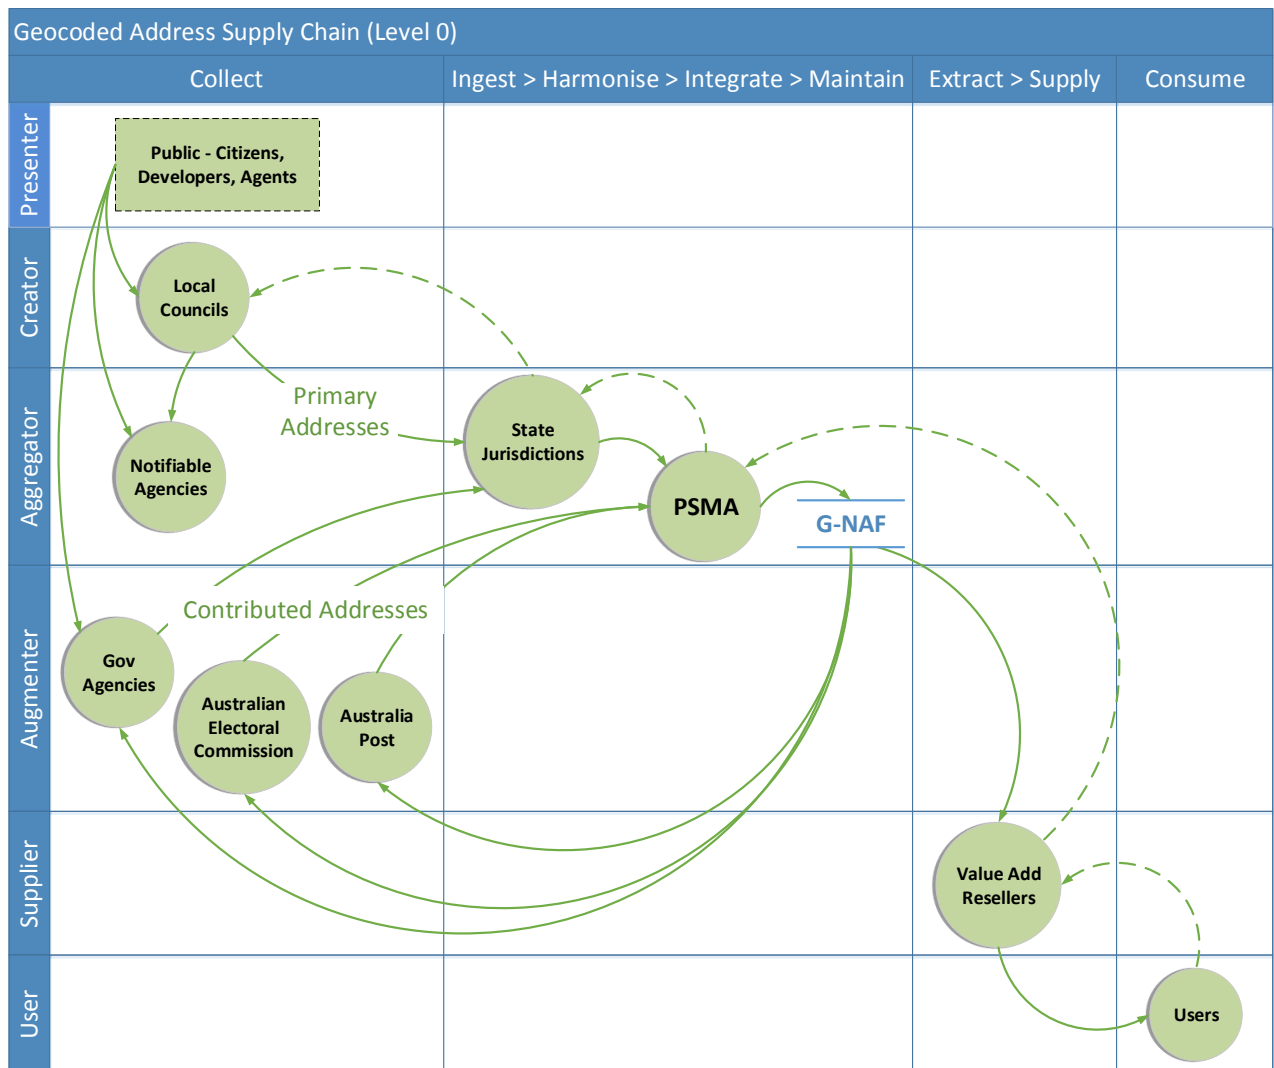 Geocoded Address Supply Chain (Level 0)
Collect
Ingest > Harmonise > Integrate > Maintain
Extract > Supply
Consume
Presenter
Public - Citizens,
Developers, Agents
Creator
Local
Councils
Aggregator
Primary
Addresses
Notifiable
Agencies
State
Jurisdictions
PSMA
G-NAF
Augmenter
Contributed Addresses
Gov
Agencies
Australian
Electoral
Commission
Australia
Post
Supplier
Value Add
Resellers
User
Users